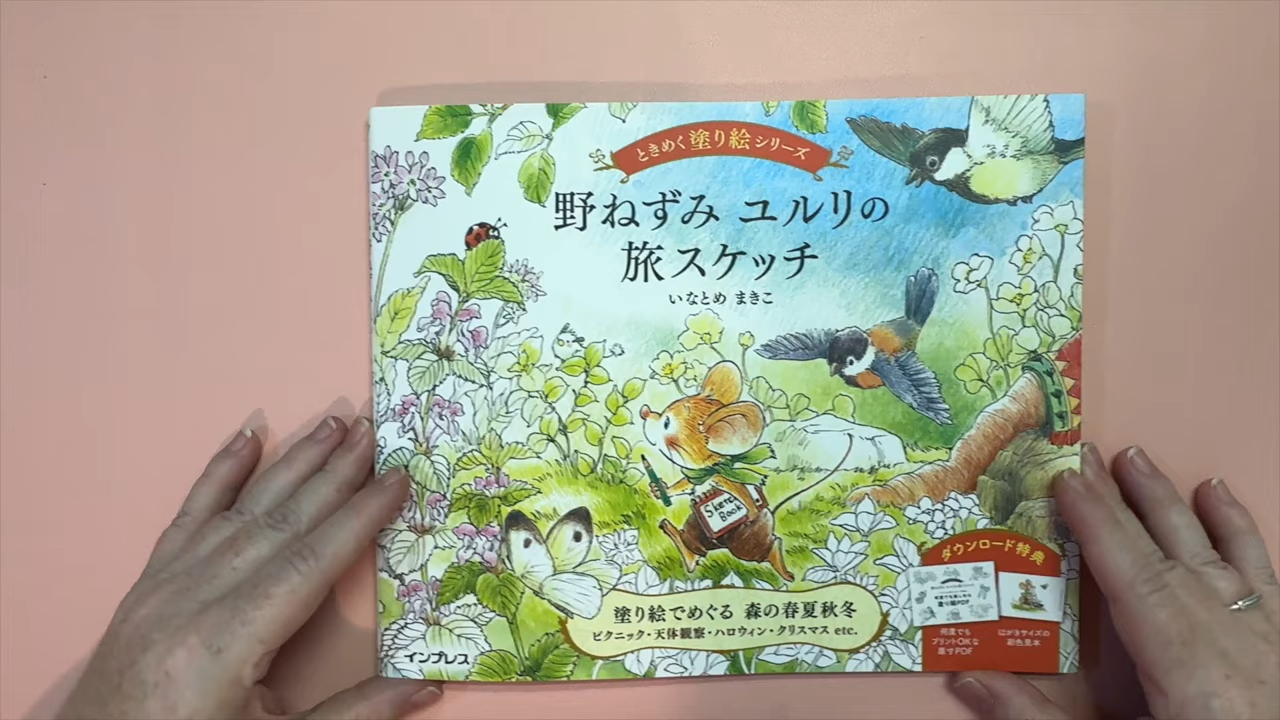 ときめく塗り絵シリーズ
野ねずみ ユルリの
旅スケッチ
いなとめ まきこ
Sketch
Book
塗り絵でめぐる 森の春夏秋冬
ピクニック・天体観察・ハロウィン・クリスマス etc.
インプレス
ダウンロード特典
塗り絵PDF
何度でも
プリントOKな
原寸PDF
はがきサイズの
彩色見本